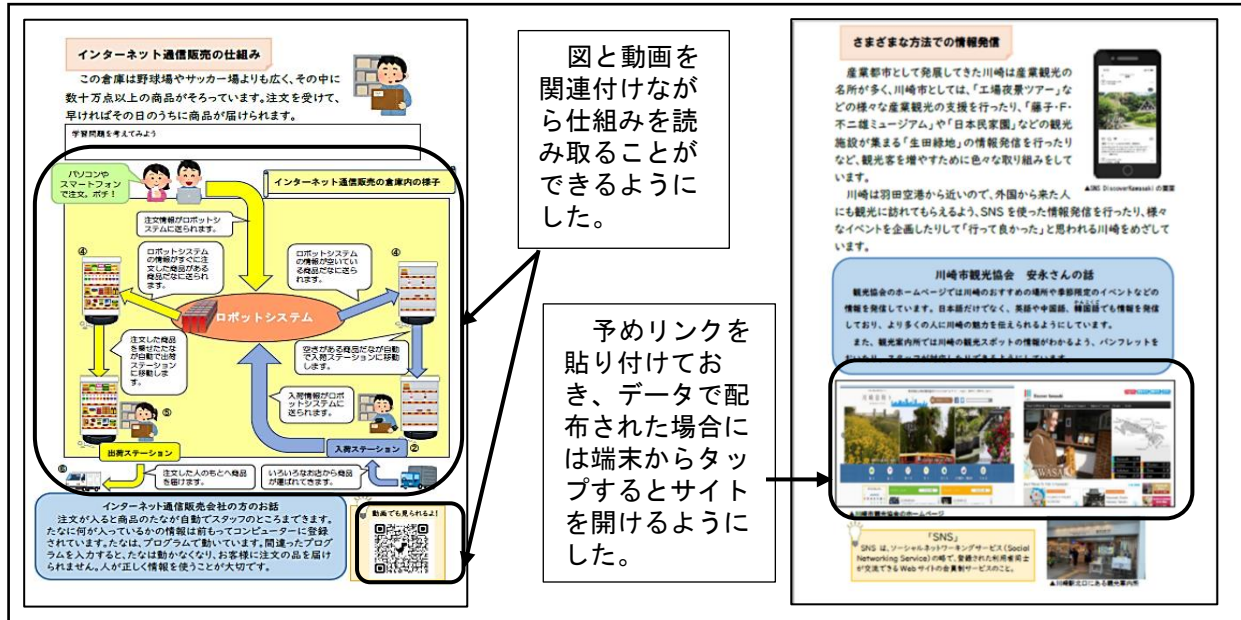 インターネット通信販売の仕組み
この倉庫は野球場やサッカー場よりも広く、その中に
数十万点以上の商品がそろっています。注文を受けて、
早ければその日のうちに商品が届けられます。
学習問題を考えてみよう
パソコンや
スマートフォン
で注文。ポチ！
インターネット通信販売の倉庫内の様子
注文情報がロボットシ
ステムに送られます。
④
ロボットシステム
の情報がすぐに注
文した商品がある
商品だなに送られ
ます。
ロボットシステム
の情報が空いてい
る商品だなに送ら
れます。
④
ロボットシステム
注文した商品
を乗せたたな
が自動で出荷
ステーション
に移動しま
す。
空きがある商品だなが自動
で入荷ステーションに移動
します。
入荷情報がロボ
ットシステムに
送られます。
⑤
出荷ステーション
入荷ステーション
②
⑥
注文した人のもとへ商品
を届けます。
いろいろなお店から商品
が運ばれてきます。
インターネット通信販売会社の方のお話
注文が入ると商品のたなが自動でスタッフのところまできます。
たなに何が入っているかの情報は前もってコンピューターに登録
されています。たなは、プログラムで動いています。間違ったプログ
ラムを入力すると、たなは動かなくなり、お客様に注文の品を届け
られません。人が正しく情報を使うことが大切です。
動画でも見られるよ！
図と動画を
関連付けなが
ら仕組みを読
み取ることが
できるように
した。
予めリンクを
貼り付けてお
き、データで配
布された場合に
は端末からタッ
プするとサイト
を開けるように
した。
さまざまな方法での情報発信
産業都市として発展してきた川崎は産業観光の
名所が多く、川崎市としては、「工場夜景ツアー」な
どの様々な産業観光の支援を行ったり、「藤子・F・
不二雄ミュージアム」や「日本民家園」などの観光
施設が集まる「生田緑地」の情報発信を行ったり
など、観光客を増やすために色々な取り組みをして
います。
▲SNS DiscoverKawasaki の画面
川崎は羽田空港から近いので、外国から来た人
にも観光に訪れてもらえるよう、SNS を使った情報発信を行ったり、様々
なイベントを企画したりして「行って良かった」と思われる川崎をめざして
います。
川崎市観光協会 安永さんの話
観光協会のホームページでは川崎のおすすめの場所や季節限定のイベントなどの
情報を発信しています。日本語だけでなく、英語や中国語、韓国語でも情報を発信
しており、より多くの人に川崎の魅力を伝えられるようにしています。
また、観光案内所では川崎の観光スポットの情報がわかるよう、パンフレットを
▲川崎市観光協会のホームページ
「SNS」
SNS は、ソーシャルネットワーキングサービス(Social
Networking Service)の略で、登録された利用者同士
が交流できる Web サイトの会員制サービスのこと。
▲川崎駅北口にある観光案内所